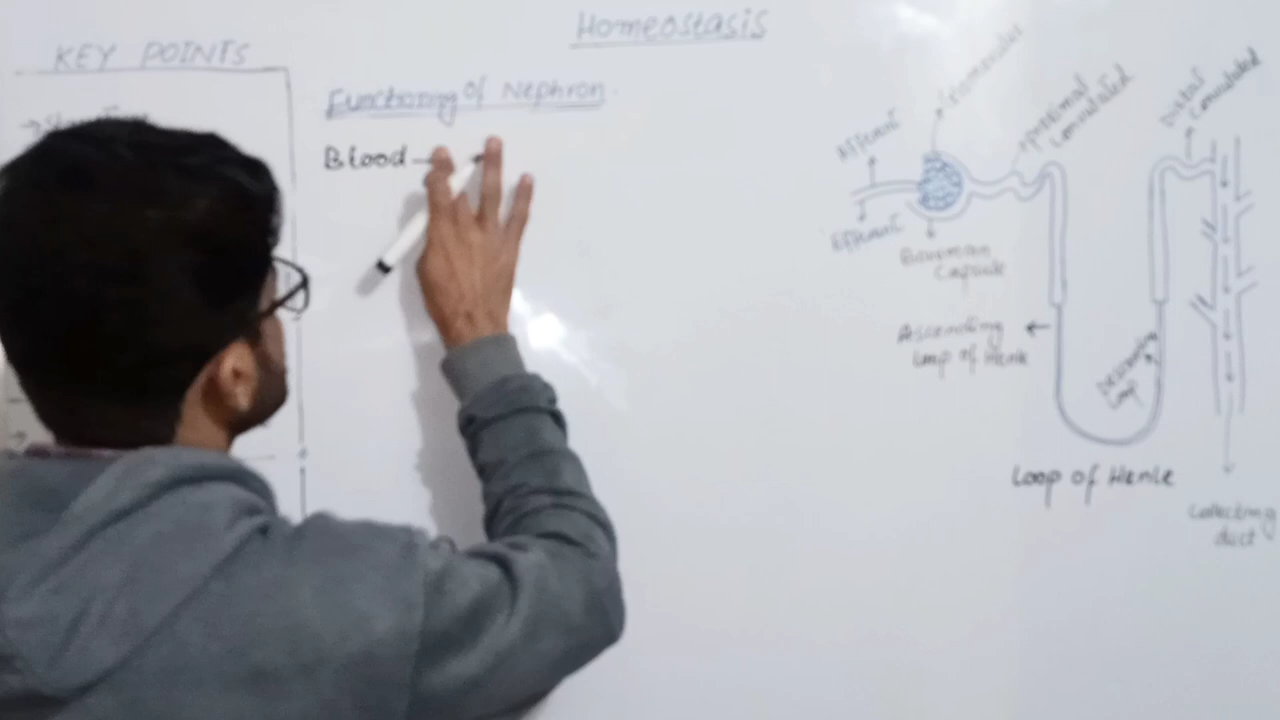 Homeostasis
KEY POINTS
Functioning of Nephron
Blood
Glomerulus
Proximal
Convoluted
Distal
Convoluted
Afferent
Efferent
Bowman
Capsule
Ascending
Loop of Henle
Descending
Loop
Loop of Henle
Collecting
duct